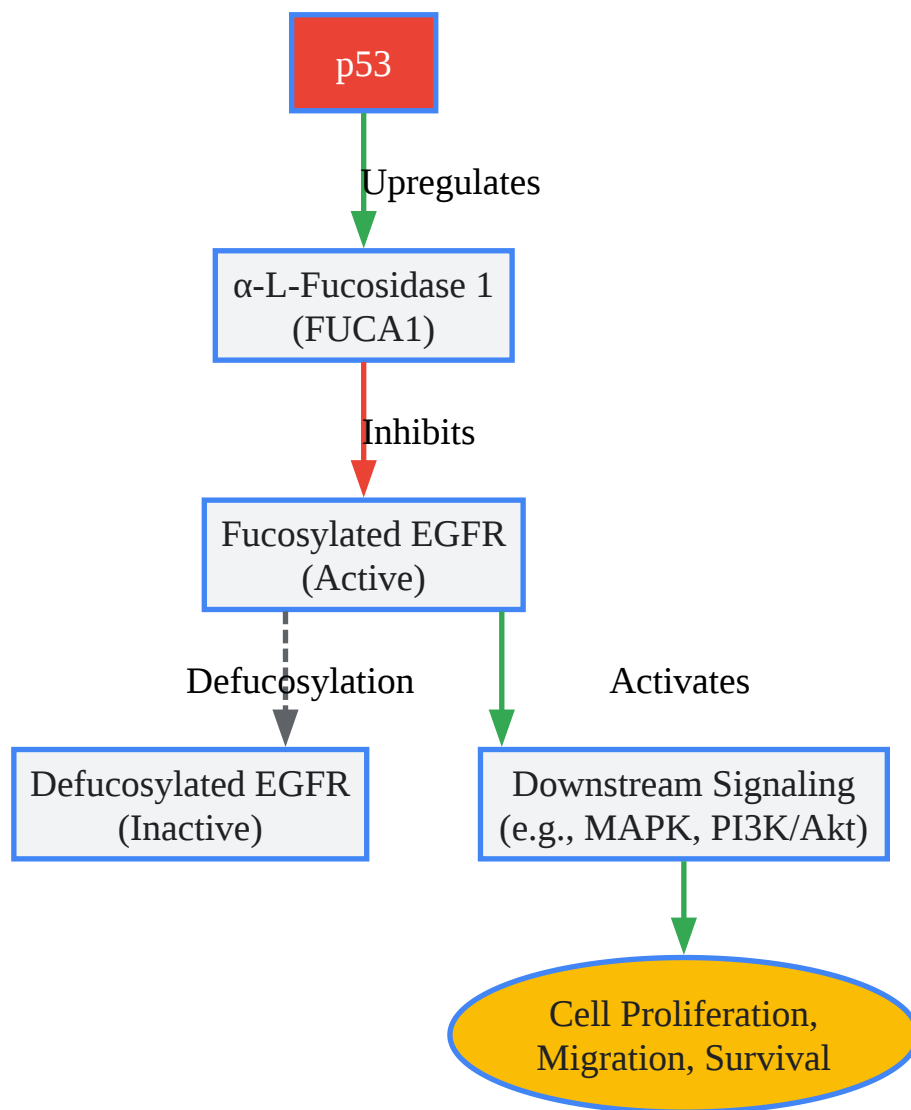 p53
Upregulates
α-L-Fucosidase 1
(FUCA1)
Inhibits
Fucosylated EGFR
(Active)
Defucosylation
Activates
Defucosylated EGFR
(Inactive)
Downstream Signaling
(e.g., MAPK, PI3K/Akt)
Cell Proliferation,
Migration, Survival